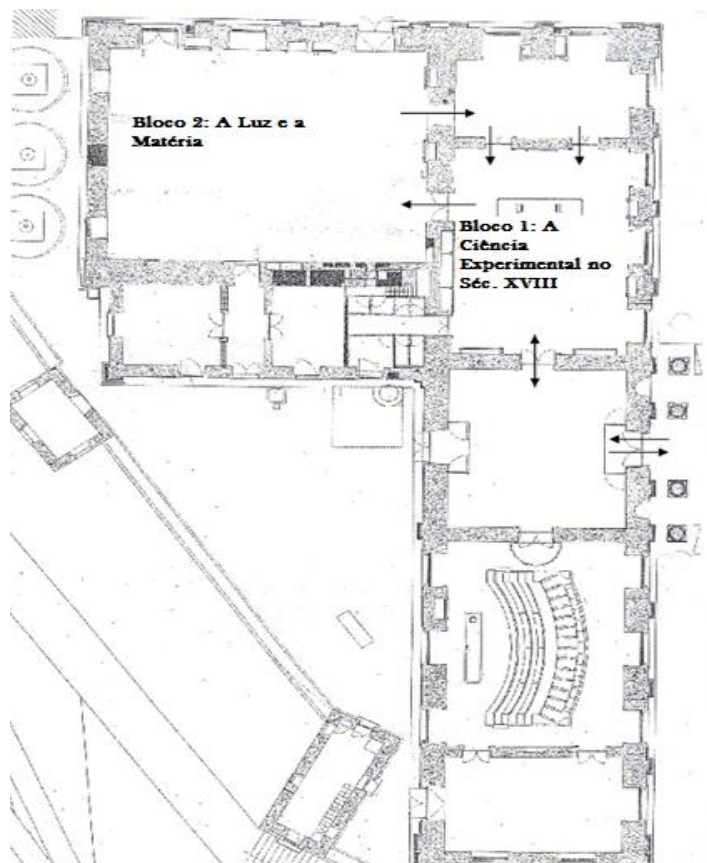 Bloco 2: A Luz e a
Matéria
Bloco 1: A
Ciência
Experimental no
Séc. XVIII